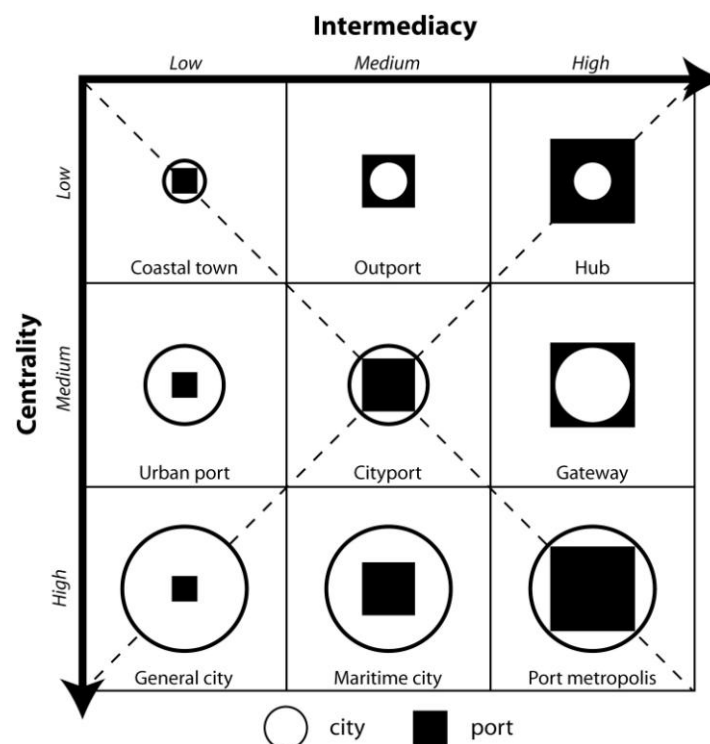 Intermediacy
Low Medium High
Centrality
Low
Coastal town Outport Hub
Medium
Urban port Cityport Gateway
High
General city Maritime city Port metropolis
city port